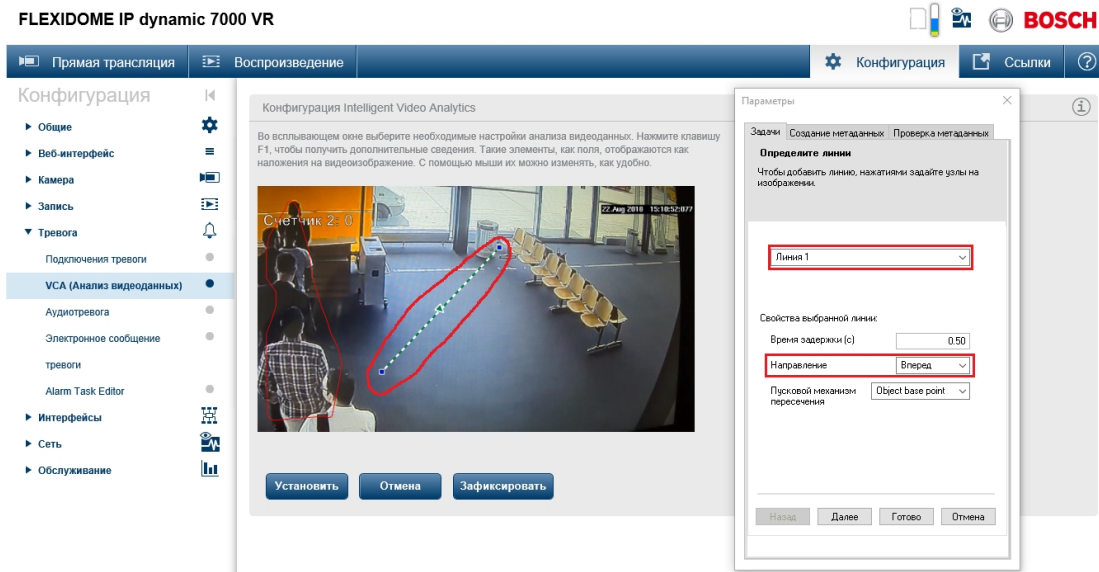 FLEXIDOME IP dynamic 7000 VR
BOSCH
Прямая трансляция
Воспроизведение
Конфигурация
Ссылки
Конфигурация
Общие
Веб-интерфейс
Камера
Запись
Тревога
Подключения тревоги
VCA (Анализ видеоданных)
Аудиотревога
Электронное сообщение
тревоги
Alarm Task Editor
Интерфейсы
Сеть
Обслуживание
Конфигурация Intelligent Video Analytics
Во всплывающем окне выберите необходимые настройки анализа видеоданных. Нажмите клавишу
F1, чтобы получить дополнительные сведения. Такие элементы, как поля, отображаются как
наложения на видеоизображение. С помощью мыши их можно изменять, как удобно.
22.Aug 2018 15:18:52:077
Счетчик 2: 0
Установить
Отмена
Зафиксировать
Параметры
Задачи
Создание метаданных
Проверка метаданных
Определите линии
Чтобы добавить линию, нажатиями задайте узлы на
изображении.
Линия 1
Свойства выбранной линии:
Время задержки (с)
0.50
Направление
Вперед
Пусковой механизм
пересечения
Object base point
Назад
Далее
Готово
Отмена